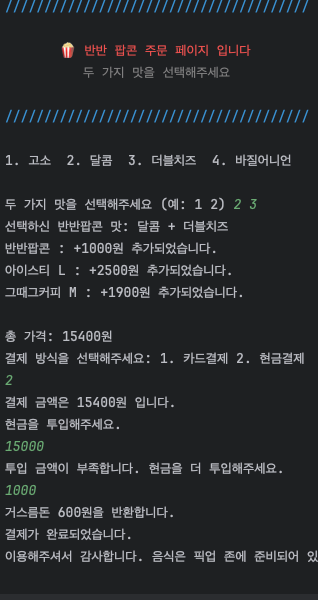 ///////////////////////////////////////
🍿 반반 팝콘 주문 페이지 입니다
두 가지 맛을 선택해주세요
///////////////////////////////////////
1. 고소  2. 달콤  3. 더블치즈  4. 바질어니언
두 가지 맛을 선택해주세요 (예: 1 2) 2 3
선택하신 반반팝콘 맛: 달콤 + 더블치즈
반반팝콘 : +1000원 추가되었습니다.
아이스티 L : +2500원 추가되었습니다.
그때그커피 M : +1900원 추가되었습니다.
총 가격: 15400원
결제 방식을 선택해주세요: 1. 카드결제 2. 현금결제
2
결제 금액은 15400원 입니다.
현금을 투입해주세요.
15000
투입 금액이 부족합니다. 현금을 더 투입해주세요.
1000
거스름돈 600원을 반환합니다.
결제가 완료되었습니다.
이용해주셔서 감사합니다. 음식은 픽업 존에 준비되어 있